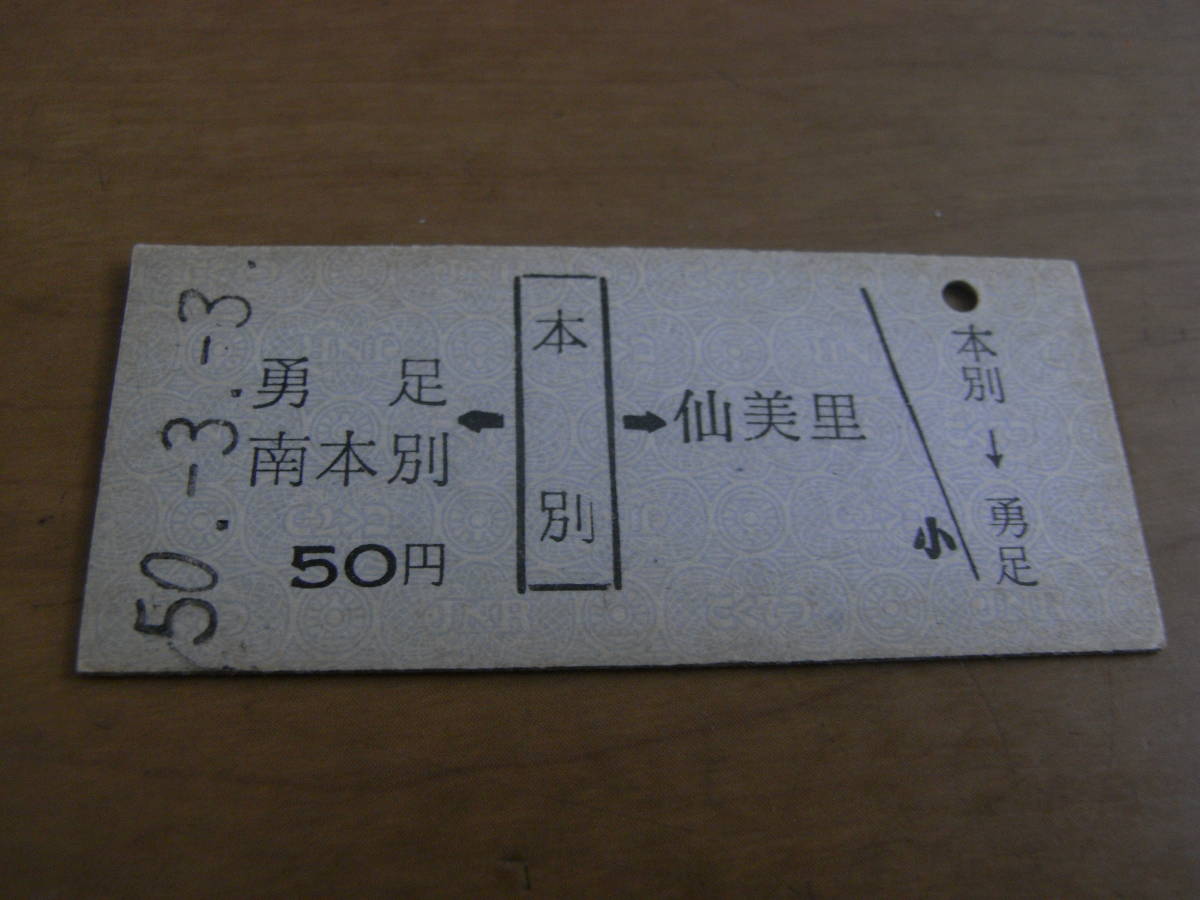 50.-3.-3.
勇足
南本別
50円
本別
仙美里
小
本別→勇足